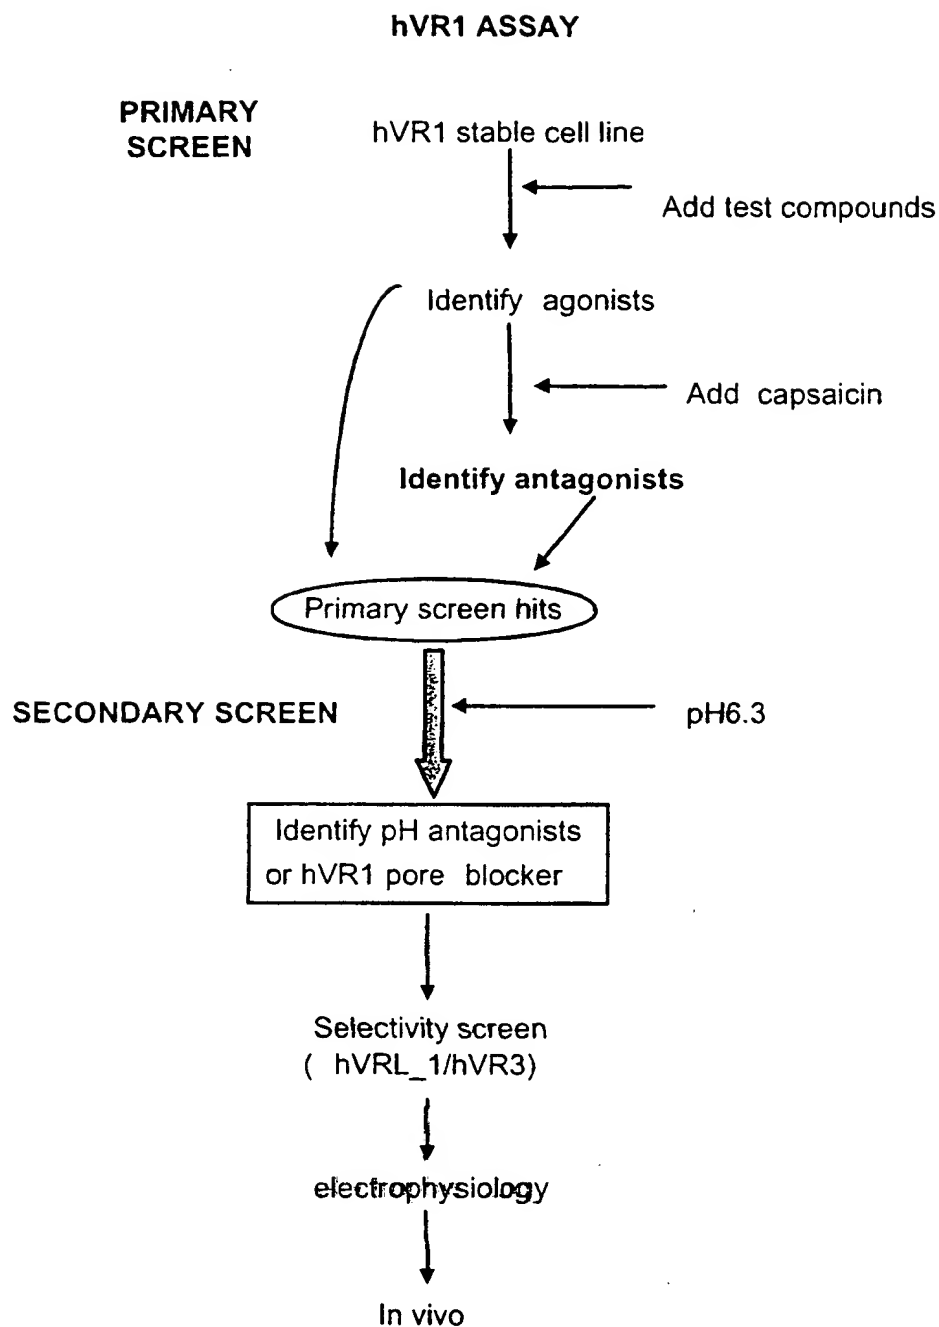 hVR1 ASSAY
PRIMARY
SCREEN
hVR1 stable cell line
Add test compounds
Identify agonists
Add capsaicin
Identify antagonists
Primary screen hits
SECONDARY SCREEN
pH6.3
Identify pH antagonists
or hVR1 pore blocker
Selectivity screen
( hVRL_1/hVR3)
electrophysiology
In vivo